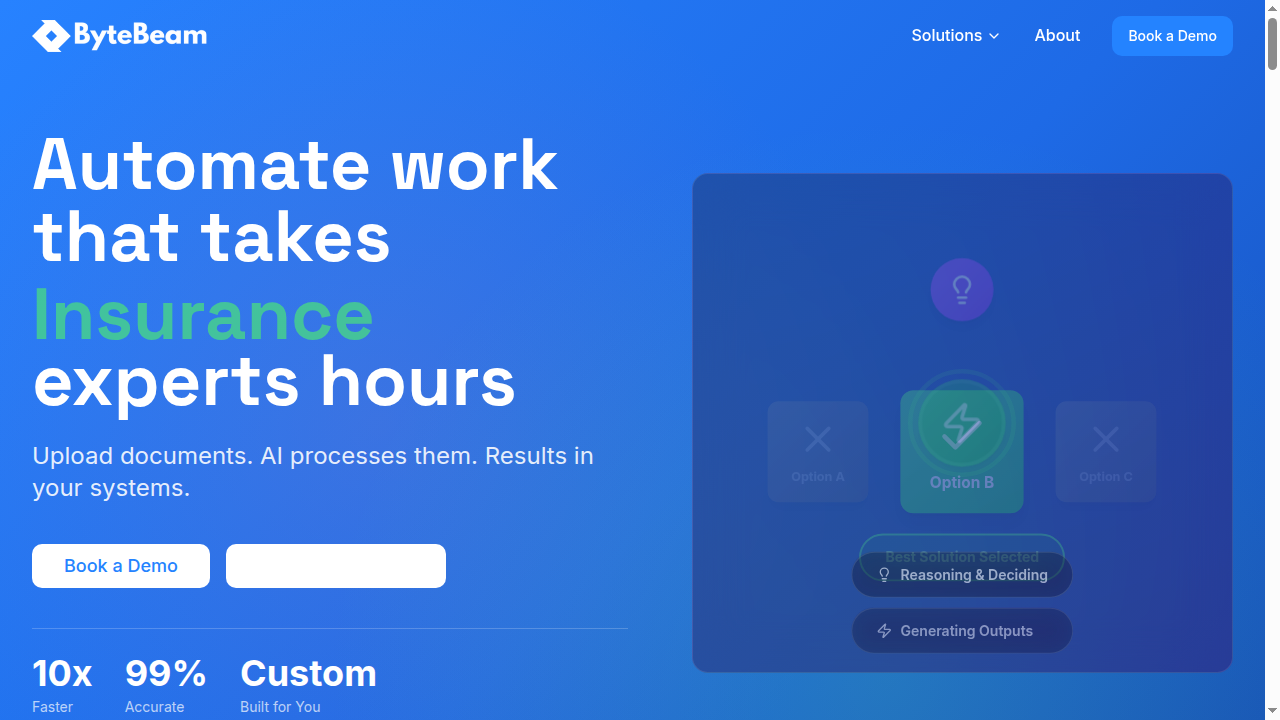 ByteBeam
Solutions
About
Book a Demo
Automate work
that takes
Insurance
experts hours
Upload documents. AI processes them. Results in
your systems.
Book a Demo
10x
Faster
99%
Accurate
Custom
Built for You
Option A
Option B
Option C
Best Solution Selected
Reasoning & Deciding
Generating Outputs